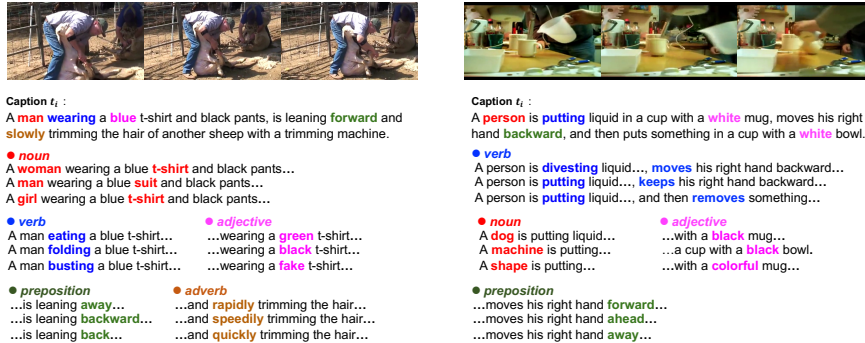 Caption t_i :
A man wearing a blue t-shirt and black pants, is leaning forward and
slowly trimming the hair of another sheep with a trimming machine.
noun
A woman wearing a blue t-shirt and black pants...
A man wearing a blue suit and black pants...
A girl wearing a blue t-shirt and black pants...
verb
A man eating a blue t-shirt...
A man folding a blue t-shirt...
A man busting a blue t-shirt...
adjective
...wearing a green t-shirt...
...wearing a black t-shirt...
...wearing a fake t-shirt...
preposition
...is leaning away...
...is leaning backward...
...is leaning back...
adverb
...and rapidly trimming the hair...
...and speedily trimming the hair...
...and quickly trimming the hair...
Caption t_i :
A person is putting liquid in a cup with a white mug, moves his right
hand backward, and then puts something in a cup with a white bowl.
verb
A person is divesting liquid..., moves his right hand backward...
A person is putting liquid..., keeps his right hand backward...
A person is putting liquid..., and then removes something...
noun
A dog is putting liquid...
A machine is putting...
A shape is putting...
adjective
...with a black mug...
...a cup with a black bowl.
...with a colorful mug...
preposition
...moves his right hand forward...
...moves his right hand ahead...
...moves his right hand away...